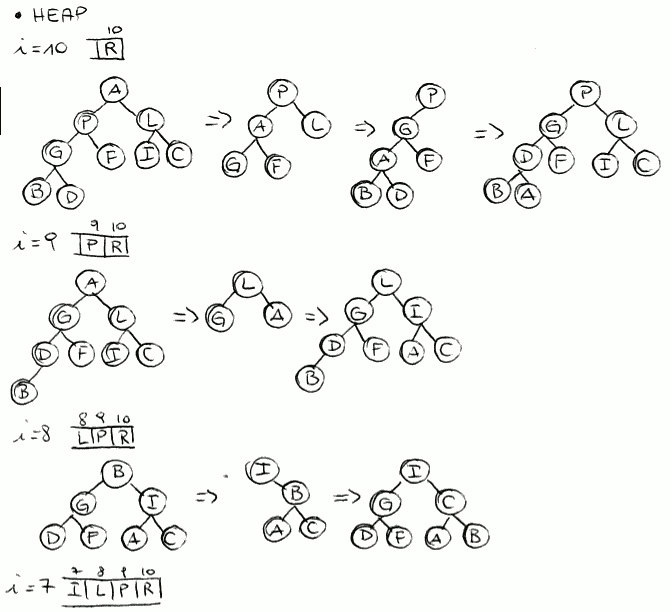 • HEAP
10
i=10 R
A P
P A L P G P L
G F I C G F A F D F I C
B D B D B A
9 10
i=9 P R
A L L
G L G A G I
D F I C D F A C
B B
8 9 10
i=8 L P R
B I I
G I B G C
D F A C A C D F A B
7 8 9 10
i=7 I L P R